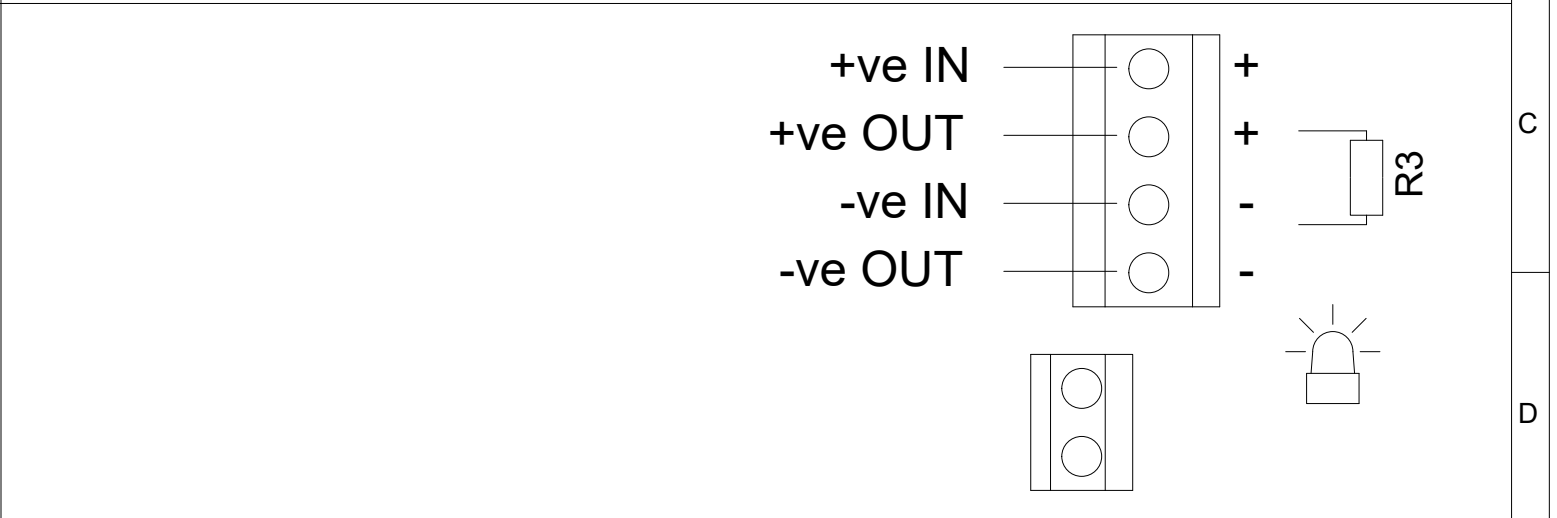 +ve IN +
+ve OUT +
-ve IN -
-ve OUT -
R3
C
D